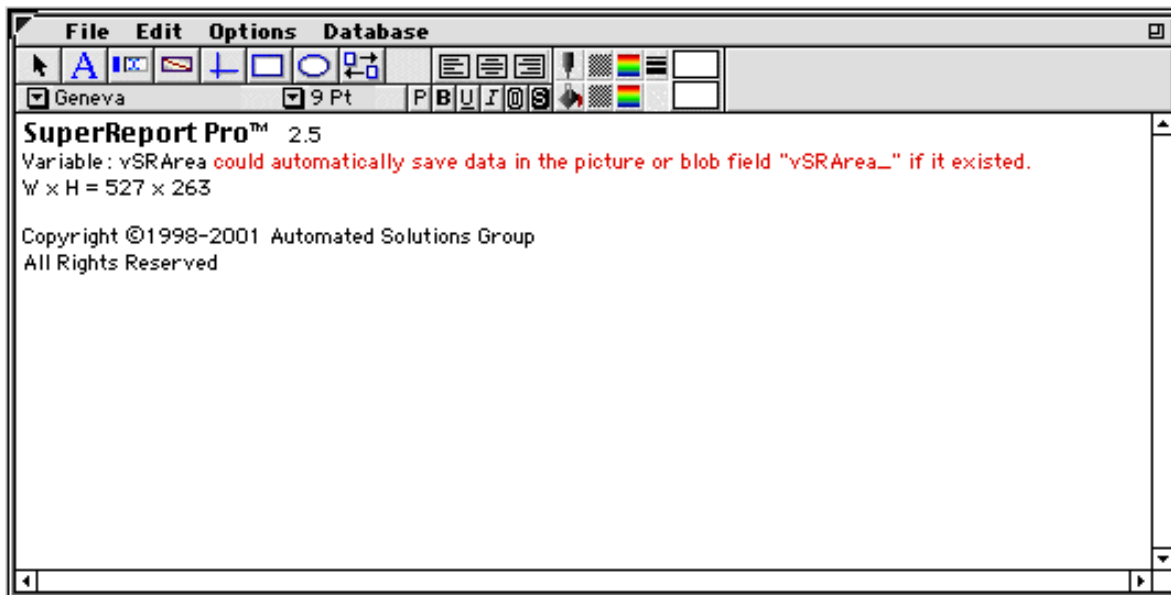 File Edit Options Database
A
Geneva 9 Pt P B U I O S
SuperReport Pro™ 2.5
Variable: vSRArea could automatically save data in the picture or blob field "vSRArea_" if it existed.
W x H = 527 x 263
Copyright ©1998-2001 Automated Solutions Group
All Rights Reserved